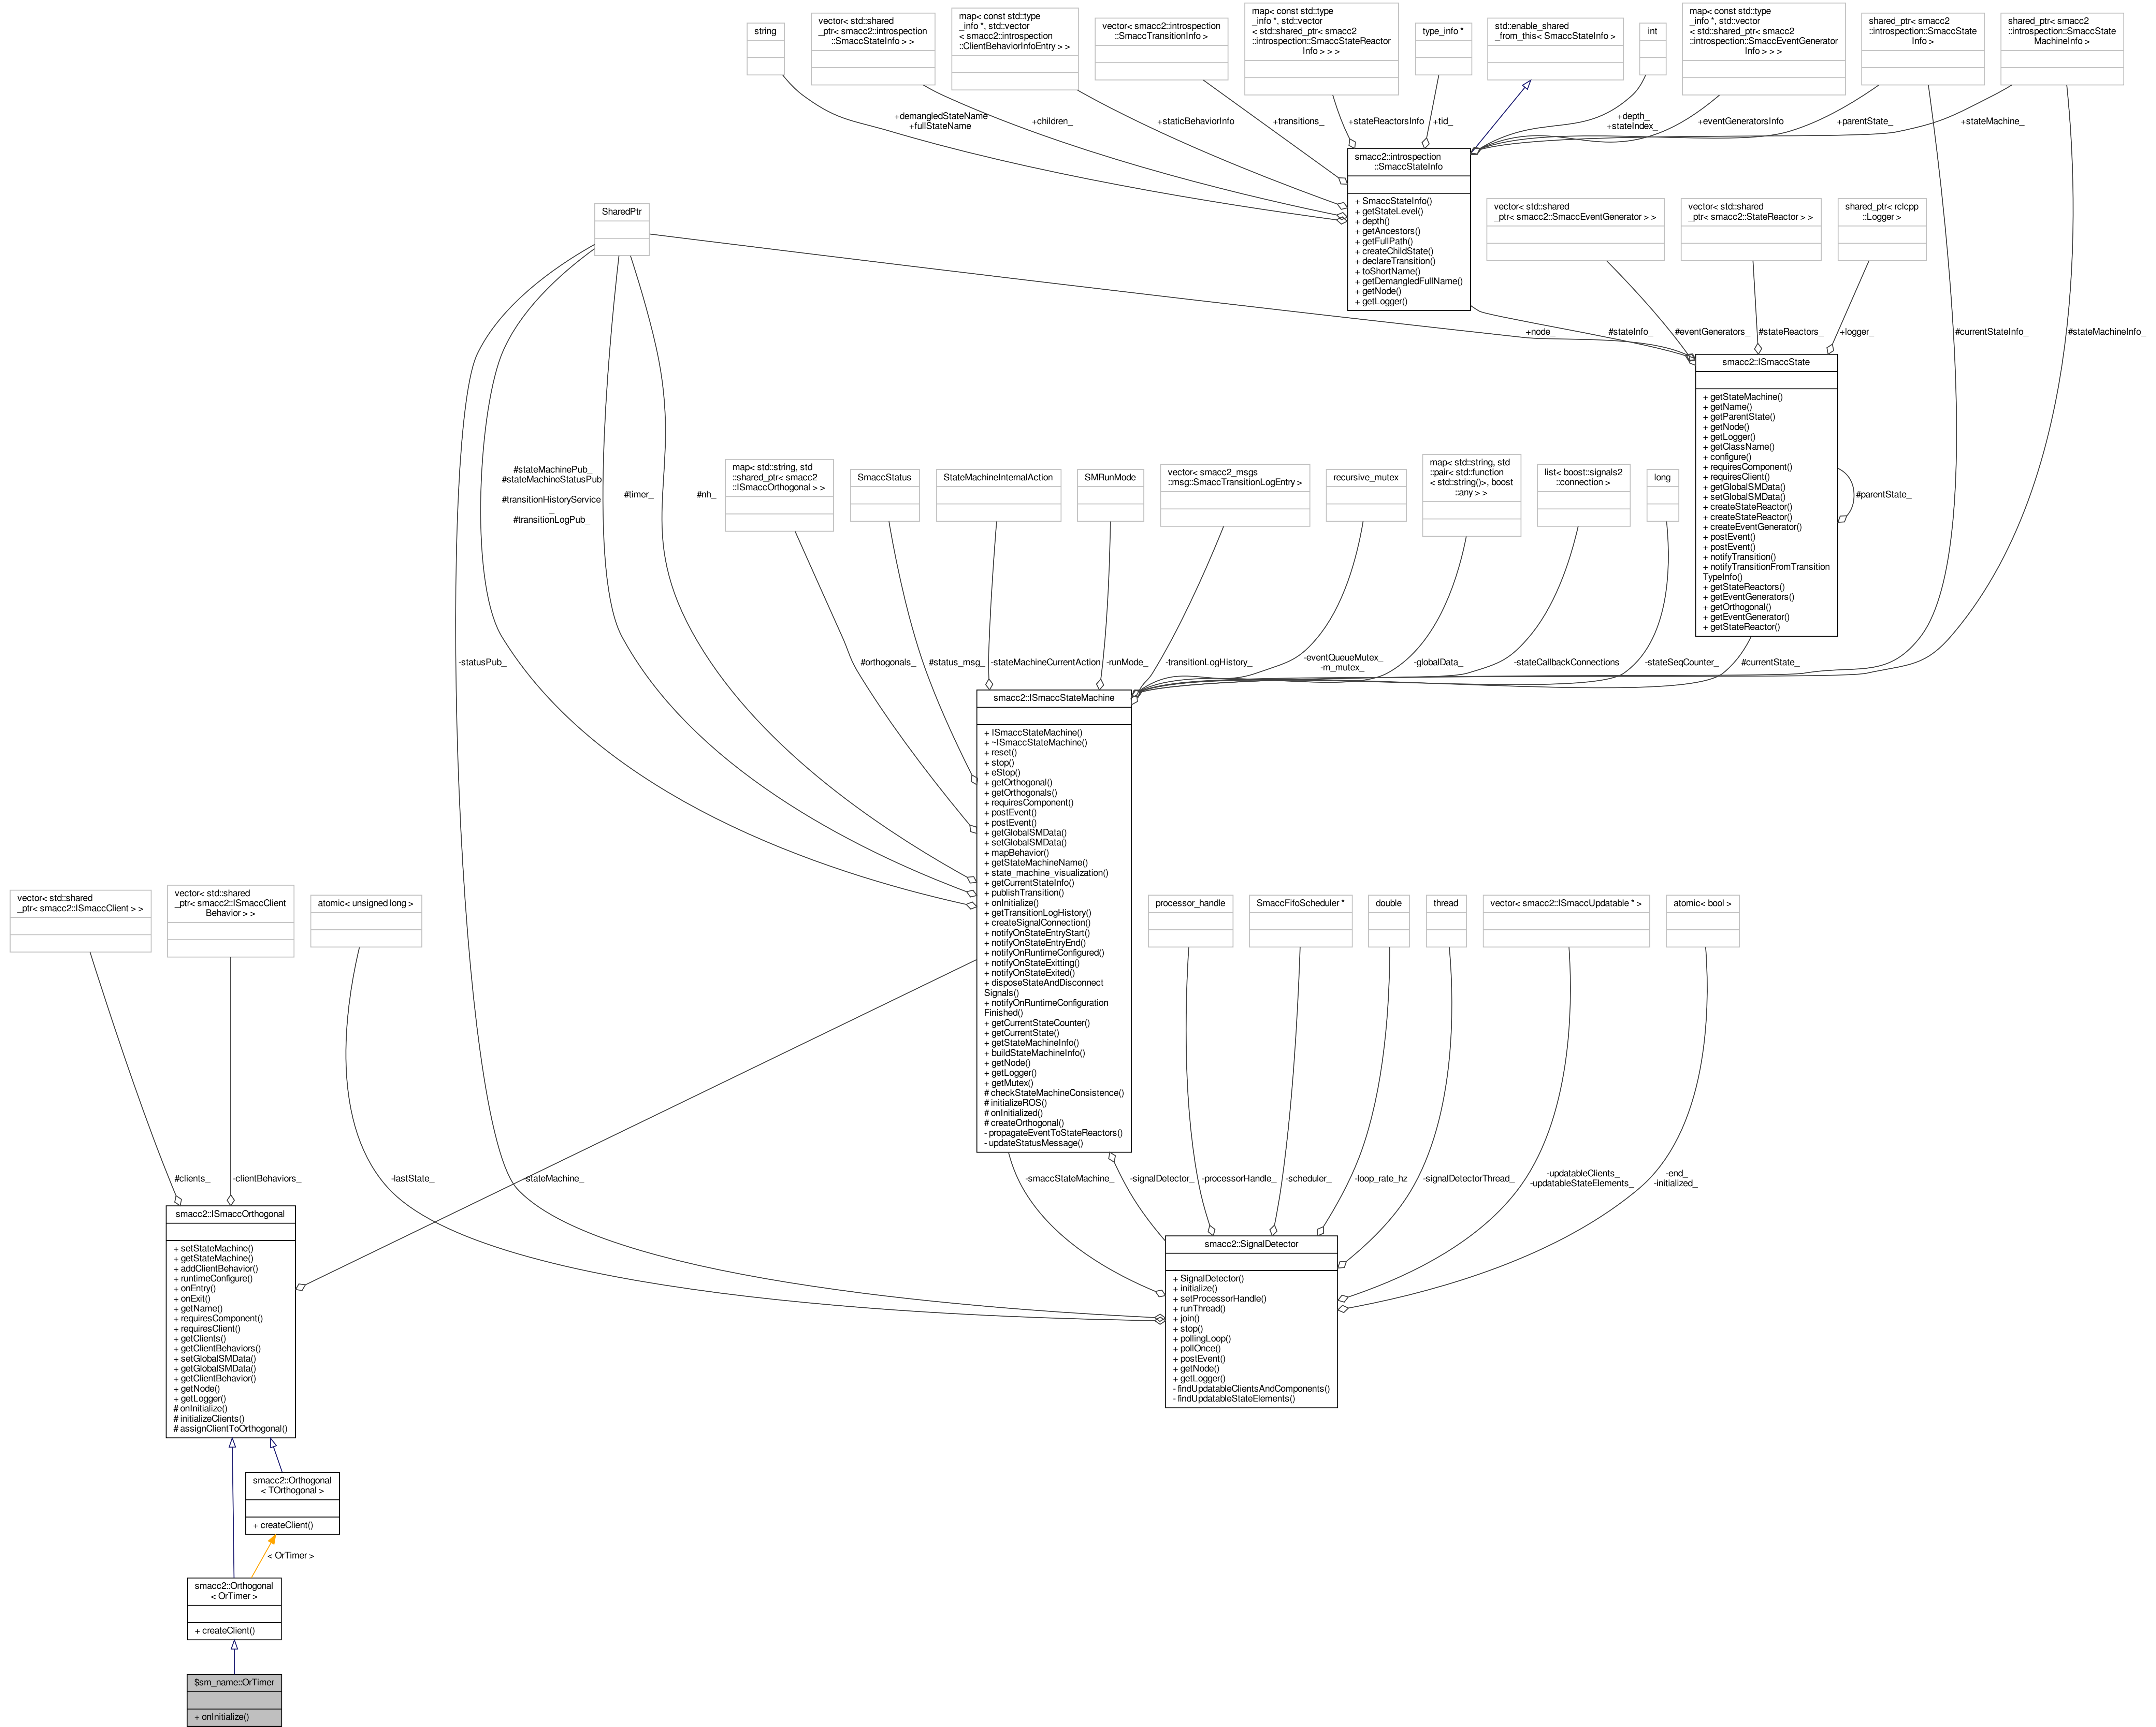 string
vector< std::shared
_ptr< smacc2::introspection
::SmaccStateInfo > >
map< const std::type
_info *, std::vector
< smacc2::introspection
::ClientBehaviorInfoEntry > >
vector< smacc2::introspection
::SmaccTransitionInfo >
map< const std::type
_info *, std::vector
< std::shared_ptr< smacc2
::introspection::SmaccStateReactor
Info > > >
type_info *
std::enable_shared
_from_this< SmaccStateInfo >
int
map< const std::type
_info *, std::vector
< std::shared_ptr< smacc2
::introspection::SmaccEventGenerator
Info > > >
shared_ptr< smacc2
::introspection::SmaccState
Info >
shared_ptr< smacc2
::introspection::SmaccState
MachineInfo >
+demangledStateName
+fullStateName
+children_
+staticBehaviorInfo
+transitions_
+stateReactorsInfo
+tid_
+depth_
+stateIndex_
+eventGeneratorsInfo
+parentState_
+stateMachine_
smacc2::introspection
::SmaccStateInfo
+ SmaccStateInfo()
+ getStateLevel()
+ depth()
+ getAncestors()
+ getFullPath()
+ createChildState()
+ declareTransition()
+ toShortName()
+ getDemangledFullName()
+ getNode()
+ getLogger()
SharedPtr
vector< std::shared
_ptr< smacc2::SmaccEventGenerator > >
vector< std::shared
_ptr< smacc2::StateReactor > >
shared_ptr< rclcpp
::Logger >
+node_
#stateInfo_
#eventGenerators_
#stateReactors_
+logger_
#currentStateInfo_
#stateMachineInfo_
smacc2::ISmaccState
+ getStateMachine()
+ getName()
+ getParentState()
+ getNode()
+ getLogger()
+ getClassName()
+ configure()
+ requiresComponent()
+ requiresClient()
+ getGlobalSMData()
+ setGlobalSMData()
+ createStateReactor()
+ createStateReactor()
+ createEventGenerator()
+ postEvent()
+ postEvent()
+ notifyTransition()
+ notifyTransitionFromTransition
TypeInfo()
+ getStateReactors()
+ getEventGenerators()
+ getOrthogonal()
+ getEventGenerator()
+ getStateReactor()
#parentState_
#stateMachinePub_
#stateMachineStatusPub
_
#transitionHistoryService
_
#transitionLogPub_
#timer_
#nh_
map< std::string, std
::shared_ptr< smacc2
::ISmaccOrthogonal > >
SmaccStatus
StateMachineInternalAction
SMRunMode
vector< smacc2_msgs
::msg::SmaccTransitionLogEntry >
recursive_mutex
map< std::string, std
::pair< std::function
< std::string()>, boost
::any > >
list< boost::signals2
::connection >
long
-statusPub_
#orthogonals_
#status_msg_
-stateMachineCurrentAction
-runMode_
-transitionLogHistory_
-eventQueueMutex_
-m_mutex_
-globalData_
-stateCallbackConnections
-stateSeqCounter_
#currentState_
smacc2::ISmaccStateMachine
+ ISmaccStateMachine()
+ ~ISmaccStateMachine()
+ reset()
+ stop()
+ eStop()
+ getOrthogonal()
+ getOrthogonals()
+ requiresComponent()
+ postEvent()
+ postEvent()
+ getGlobalSMData()
+ setGlobalSMData()
+ mapBehavior()
+ getStateMachineName()
+ state_machine_visualization()
+ getCurrentStateInfo()
+ publishTransition()
+ onInitialize()
+ getTransitionLogHistory()
+ createSignalConnection()
+ notifyOnStateEntryStart()
+ notifyOnStateEntryEnd()
+ notifyOnRuntimeConfigured()
+ notifyOnStateExitting()
+ notifyOnStateExited()
+ disposeStateAndDisconnect
Signals()
+ notifyOnRuntimeConfiguration
Finished()
+ getCurrentStateCounter()
+ getCurrentState()
+ getStateMachineInfo()
+ buildStateMachineInfo()
+ getNode()
+ getLogger()
+ getMutex()
# checkStateMachineConsistence()
# initializeROS()
# onInitialized()
# createOrthogonal()
- propagateEventToStateReactors()
- updateStatusMessage()
vector< std::shared
_ptr< smacc2::ISmaccClient > >
vector< std::shared
_ptr< smacc2::ISmaccClient
Behavior > >
atomic< unsigned long >
processor_handle
SmaccFifoScheduler *
double
thread
vector< smacc2::ISmaccUpdatable * >
atomic< bool >
#clients_
-clientBehaviors_
-lastState_
-stateMachine_
-smaccStateMachine_
-signalDetector_
-processorHandle_
-scheduler_
-loop_rate_hz
-signalDetectorThread_
-updatableClients_
-updatableStateElements_
-end_
-initialized_
smacc2::ISmaccOrthogonal
+ setStateMachine()
+ getStateMachine()
+ addClientBehavior()
+ runtimeConfigure()
+ onEntry()
+ onExit()
+ getName()
+ requiresComponent()
+ requiresClient()
+ getClients()
+ getClientBehaviors()
+ setGlobalSMData()
+ getGlobalSMData()
+ getClientBehavior()
+ getNode()
+ getLogger()
# onInitialize()
# initializeClients()
# assignClientToOrthogonal()
smacc2::SignalDetector
+ SignalDetector()
+ initialize()
+ setProcessorHandle()
+ runThread()
+ join()
+ stop()
+ pollingLoop()
+ pollOnce()
+ postEvent()
+ getNode()
+ getLogger()
- findUpdatableClientsAndComponents()
- findUpdatableStateElements()
smacc2::Orthogonal
< TOrthogonal >
+ createClient()
< OrTimer >
smacc2::Orthogonal
< OrTimer >
+ createClient()
$sm_name::OrTimer
+ onInitialize()